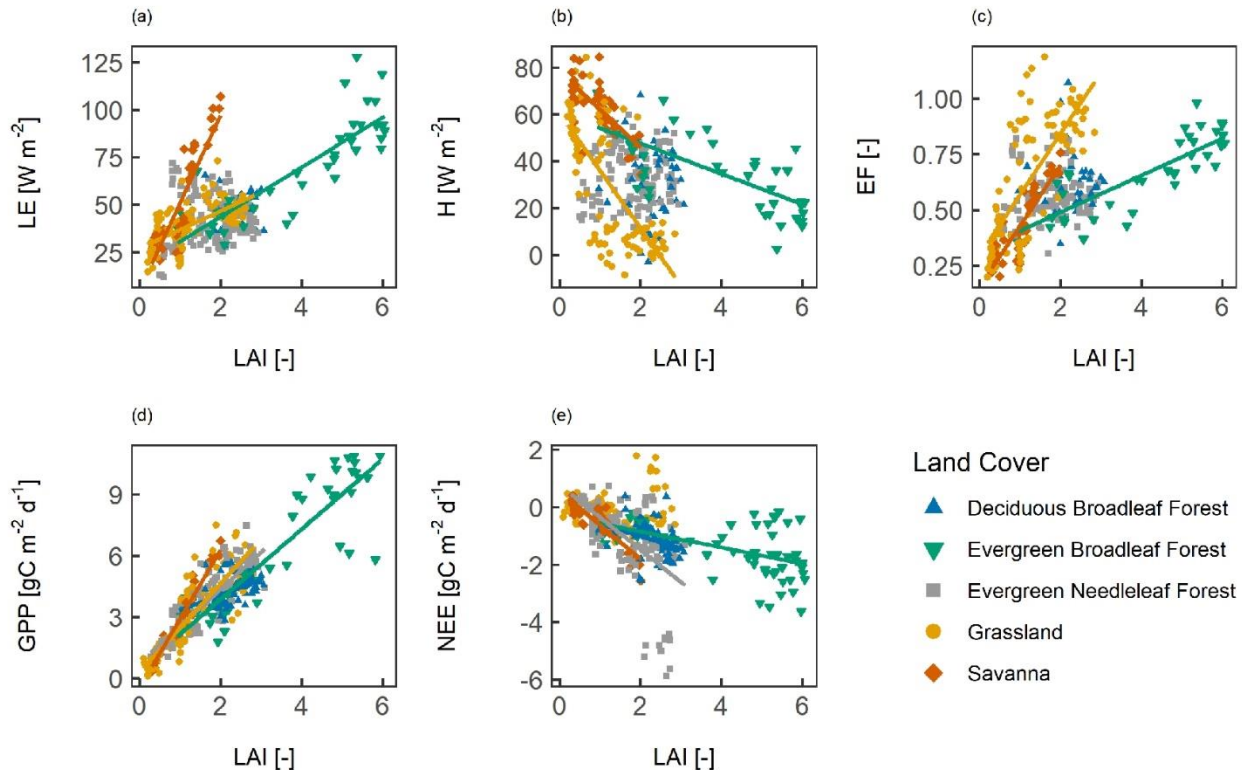 (a)
LE [W m⁻²]
125
100
75
50
25
0 2 4 6
LAI [-]
(b)
H [W m⁻²]
80
60
40
20
0
0 2 4 6
LAI [-]
(c)
EF [-]
1.00
0.75
0.50
0.25
0 2 4 6
LAI [-]
(d)
GPP [gC m⁻² d⁻¹]
9
6
3
0
0 2 4 6
LAI [-]
(e)
NEE [gC m⁻² d⁻¹]
2
0
-2
-4
-6
0 2 4 6
LAI [-]
Land Cover
Deciduous Broadleaf Forest
Evergreen Broadleaf Forest
Evergreen Needleleaf Forest
Grassland
Savanna